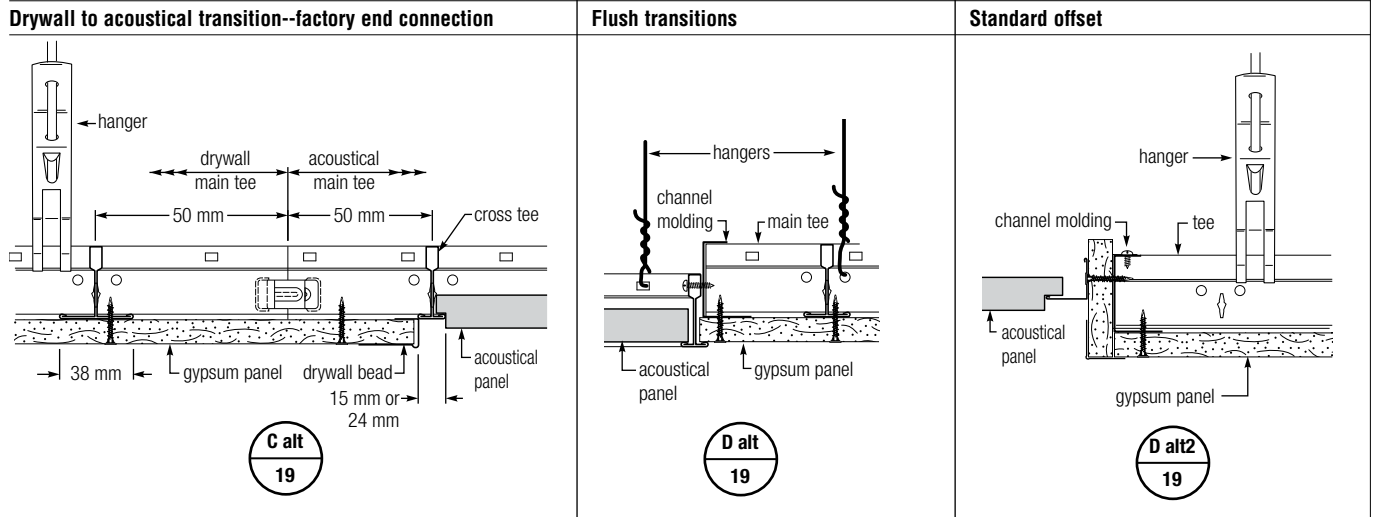 Drywall to acoustical transition--factory end connection
hanger
drywall
main tee
acoustical
main tee
50 mm
50 mm
cross tee
38 mm
gypsum panel
drywall bead
15 mm or
24 mm
acoustical
panel
C alt
19
Flush transitions
hangers
channel
molding
main tee
acoustical
panel
gypsum panel
D alt
19
Standard offset
hanger
channel molding
tee
acoustical
panel
gypsum panel
D alt2
19